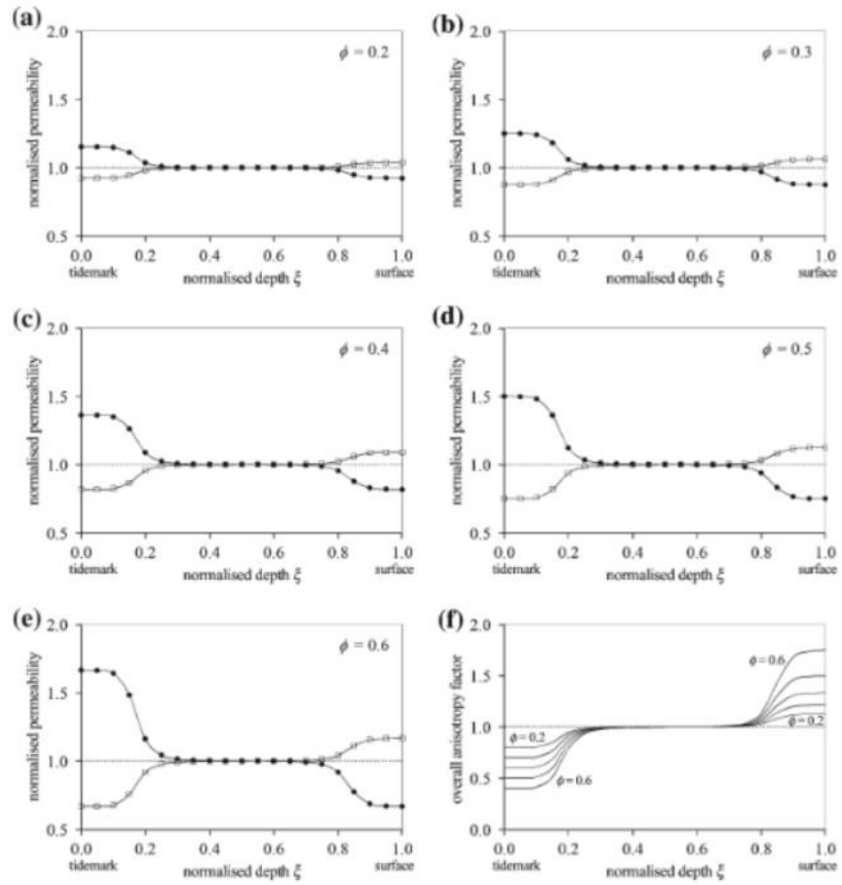 (a)
2.0
1.5
1.0
0.5
normalised permeability
ϕ = 0.2
0.0 0.2 0.4 0.6 0.8 1.0
tidemark normalised depth ξ surface
(b)
2.0
1.5
1.0
0.5
normalised permeability
ϕ = 0.3
0.0 0.2 0.4 0.6 0.8 1.0
tidemark normalised depth ξ surface
(c)
2.0
1.5
1.0
0.5
normalised permeability
ϕ = 0.4
0.0 0.2 0.4 0.6 0.8 1.0
tidemark normalised depth ξ surface
(d)
2.0
1.5
1.0
0.5
normalised permeability
ϕ = 0.5
0.0 0.2 0.4 0.6 0.8 1.0
tidemark normalised depth ξ surface
(e)
2.0
1.5
1.0
0.5
normalised permeability
ϕ = 0.6
0.0 0.2 0.4 0.6 0.8 1.0
tidemark normalised depth ξ surface
(f)
2.0
1.5
1.0
0.5
0.0
overall anisotropy factor
ϕ = 0.6
ϕ = 0.2
ϕ = 0.2
ϕ = 0.6
0.0 0.2 0.4 0.6 0.8 1.0
tidemark normalised depth ξ surface